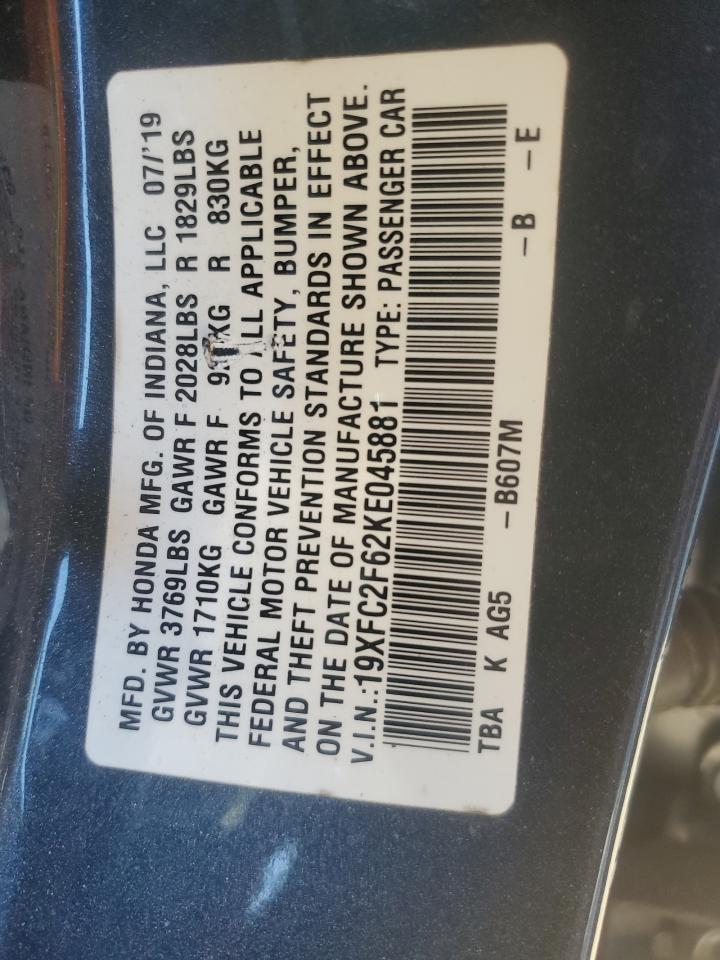 MFD. BY HONDA MFG. OF INDIANA, LLC 07/'19
GVWR 3769LBS GAWR F 2028LBS R 1829LBS
GVWR 1710KG GAWR F R 830KG
THIS VEHICLE CONFORMS TO ALL APPLICABLE
FEDERAL MOTOR VEHICLE SAFETY, BUMPER,
AND THEFT PREVENTION STANDARDS IN EFFECT
ON THE DATE OF MANUFACTURE SHOWN ABOVE.
V.I.N.:19XFC2F62KE045881 TYPE: PASSENGER CAR
TBA K AG5 –B607M –B –E